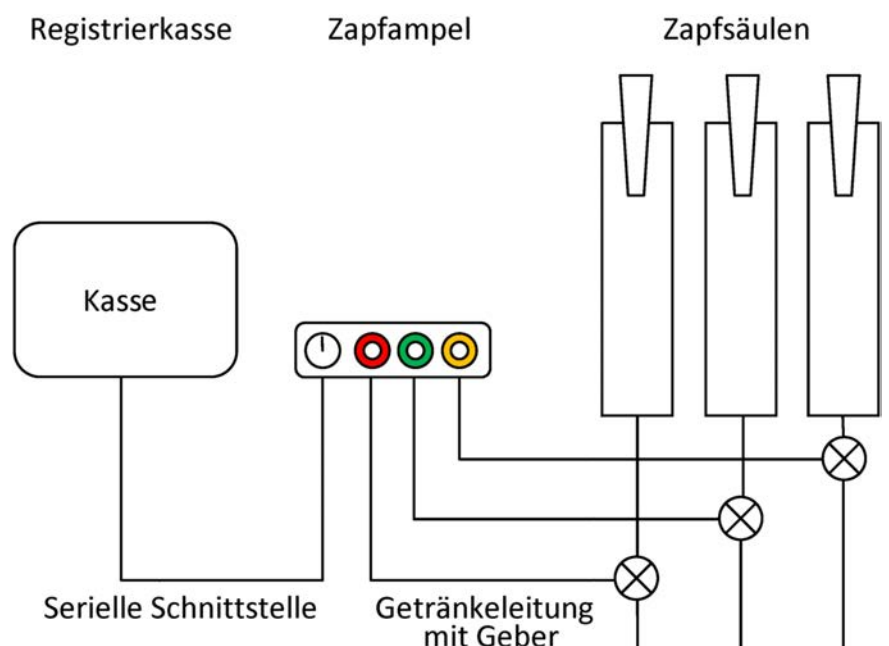 Registrierkasse
Zapfampel
Zapfsäulen
Kasse
Serielle Schnittstelle
Getränkeleitung
mit Geber